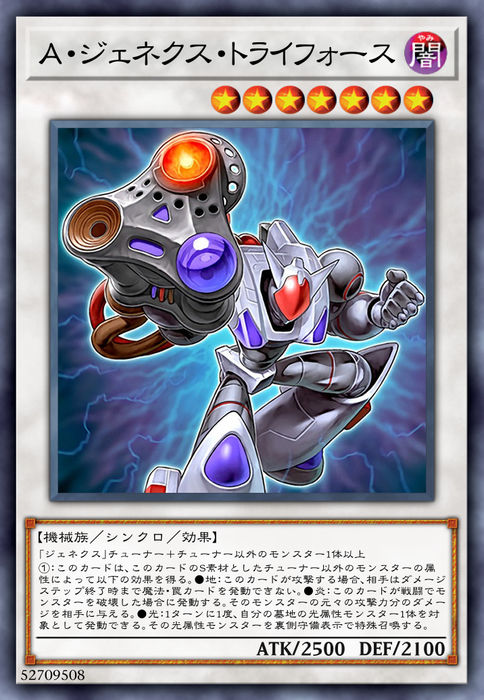 A・ジェネクス・トライフォース
やみ
闇
【機械族／シンクロ／効果】
「ジェネクス」チューナー＋チューナー以外のモンスター1体以上
①：このカードは、このカードのS素材としたチューナー以外のモンスターの属
性によって以下の効果を得る。●地：このカードが攻撃する場合、相手はダメージ
ステップ終了時まで魔法・罠カードを発動できない。●炎：このカードが戦闘でモ
ンスターを破壊した場合に発動する。そのモンスターの元々の攻撃力分のダメー
ジを相手に与える。●光：1ターンに1度、自分の墓地の光属性モンスター1体を対
象として発動できる。その光属性モンスターを裏側守備表示で特殊召喚する。
ATK/2500 DEF/2100
52709508